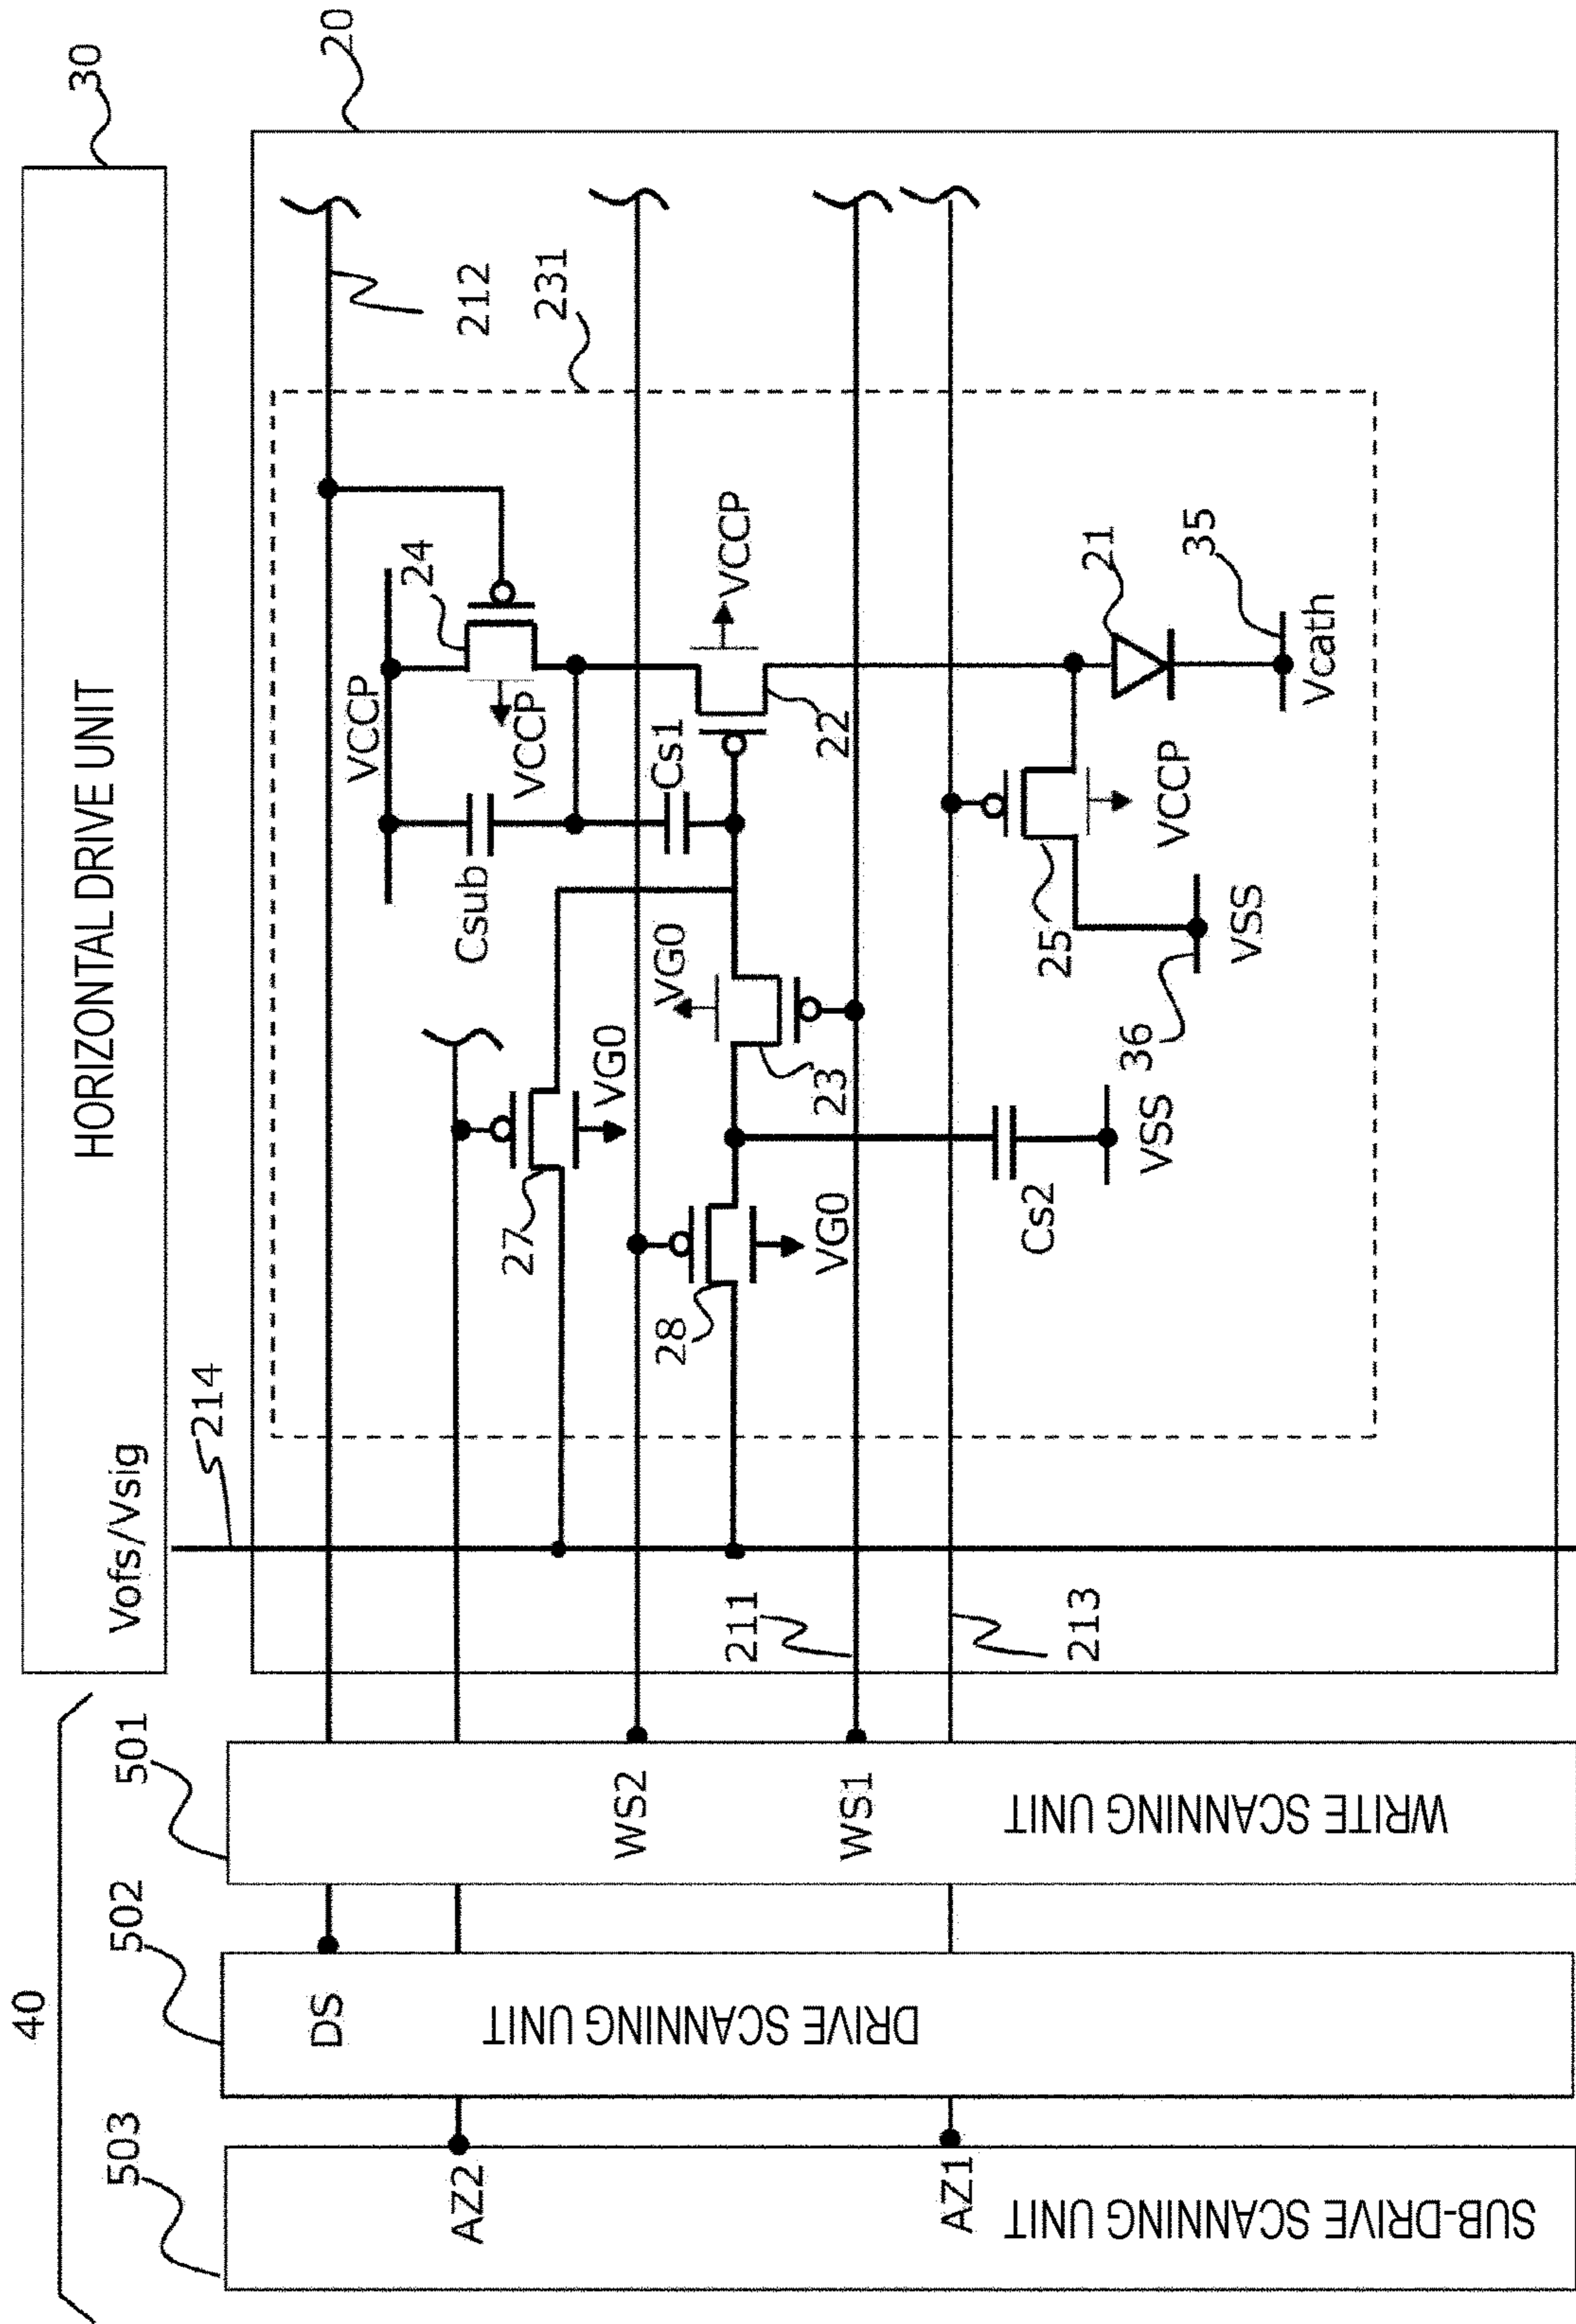 40
503
502
501
30
20
HORIZONTAL DRIVE UNIT
Vofs/Vsig
214
212
231
VCCP
24
VCCP
Csub
Cs1
VCCP
27
VG0
VG0
28
VG0
23
22
21
35
Vcath
25
VCCP
36
VSS
Cs2
VSS
211
213
DS
AZ2
WS2
WS1
AZ1
SUB-DRIVE SCANNING UNIT
DRIVE SCANNING UNIT
WRITE SCANNING UNIT